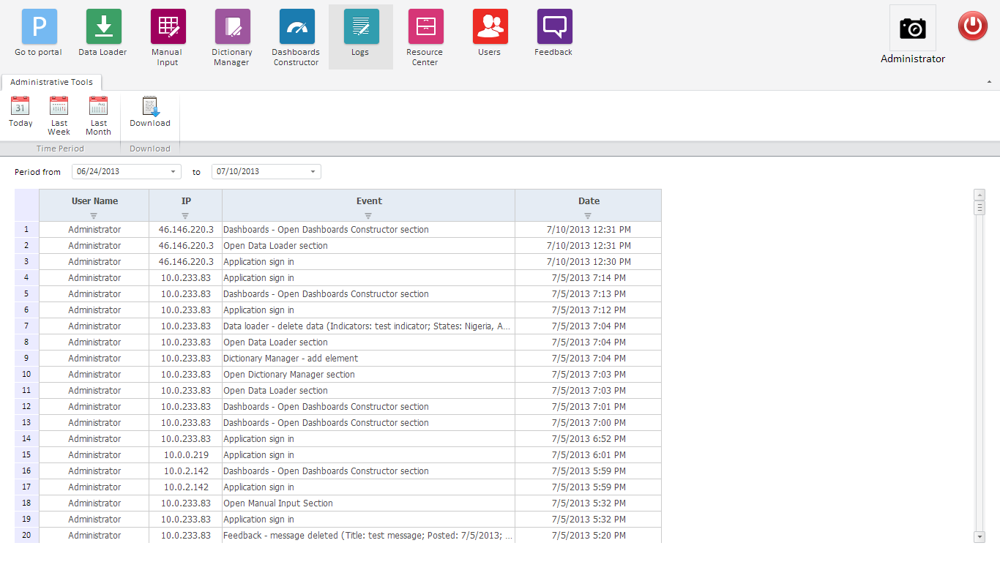 P
Go to portal
Data Loader
Manual
Input
Dictionary
Manager
Dashboards
Constructor
Logs
Resource
Center
Users
Feedback
Administrator
Administrative Tools
31
Today
Last
Week
Aug
Last
Month
Download
Time Period
Download
Period from 06/24/2013 to 07/10/2013
User Name IP Event Date
1 Administrator 46.146.220.3 Dashboards - Open Dashboards Constructor section 7/10/2013 12:31 PM
2 Administrator 46.146.220.3 Open Data Loader section 7/10/2013 12:31 PM
3 Administrator 46.146.220.3 Application sign in 7/10/2013 12:30 PM
4 Administrator 10.0.233.83 Application sign in 7/5/2013 7:14 PM
5 Administrator 10.0.233.83 Dashboards - Open Dashboards Constructor section 7/5/2013 7:13 PM
6 Administrator 10.0.233.83 Application sign in 7/5/2013 7:12 PM
7 Administrator 10.0.233.83 Data loader - delete data (Indicators: test indicator; States: Nigeria, A... 7/5/2013 7:04 PM
8 Administrator 10.0.233.83 Open Data Loader section 7/5/2013 7:04 PM
9 Administrator 10.0.233.83 Dictionary Manager - add element 7/5/2013 7:04 PM
10 Administrator 10.0.233.83 Open Dictionary Manager section 7/5/2013 7:03 PM
11 Administrator 10.0.233.83 Open Data Loader section 7/5/2013 7:03 PM
12 Administrator 10.0.233.83 Dashboards - Open Dashboards Constructor section 7/5/2013 7:01 PM
13 Administrator 10.0.233.83 Dashboards - Open Dashboards Constructor section 7/5/2013 7:00 PM
14 Administrator 10.0.233.83 Application sign in 7/5/2013 6:52 PM
15 Administrator 10.0.0.219 Application sign in 7/5/2013 6:01 PM
16 Administrator 10.0.2.142 Dashboards - Open Dashboards Constructor section 7/5/2013 5:59 PM
17 Administrator 10.0.2.142 Application sign in 7/5/2013 5:59 PM
18 Administrator 10.0.233.83 Open Manual Input Section 7/5/2013 5:32 PM
19 Administrator 10.0.233.83 Application sign in 7/5/2013 5:32 PM
20 Administrator 10.0.233.83 Feedback - message deleted (Title: test message; Posted: 7/5/2013; ... 7/5/2013 5:20 PM